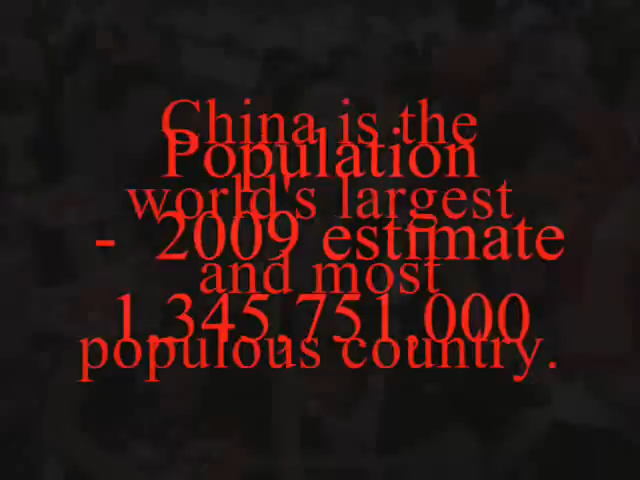 China is the
Population
world's largest
- 2009 estimate
and most
1,345,751,000
populous country.